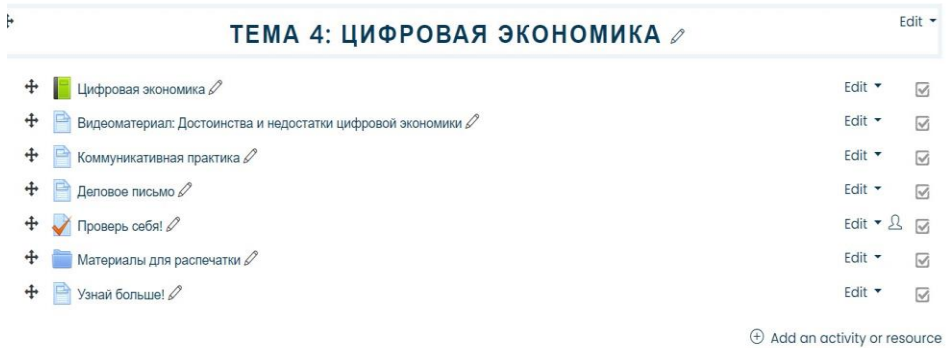 Edit
ТЕМА 4: ЦИФРОВАЯ ЭКОНОМИКА
Цифровая экономика Edit
Видеоматериал: Достоинства и недостатки цифровой экономики Edit
Коммуникативная практика Edit
Деловое письмо Edit
Проверь себя! Edit
Материалы для распечатки Edit
Узнай больше! Edit
Add an activity or resource